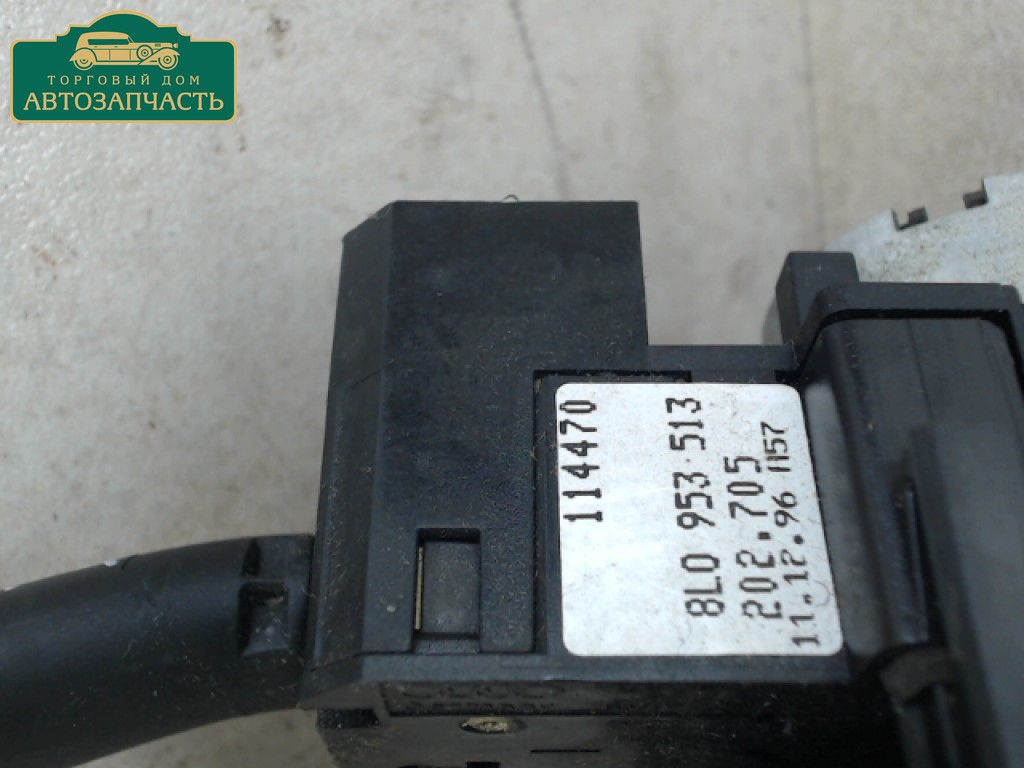 ТОРГОВЫЙ ДОМ
АВТОЗАПЧАСТЬ
114470
8L0 953 513
202.705
11.12.96 1157